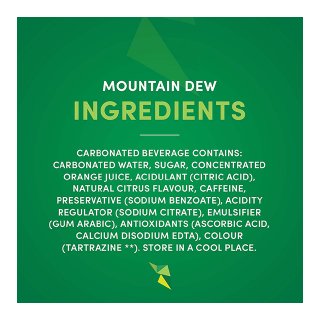 MOUNTAIN DEW
INGREDIENTS
CARBONATED BEVERAGE CONTAINS:
CARBONATED WATER, SUGAR, CONCENTRATED
ORANGE JUICE, ACIDULANT (CITRIC ACID),
NATURAL CITRUS FLAVOUR, CAFFEINE,
PRESERVATIVE (SODIUM BENZOATE), ACIDITY
REGULATOR (SODIUM CITRATE), EMULSIFIER
(GUM ARABIC), ANTIOXIDANTS (ASCORBIC ACID,
CALCIUM DISODIUM EDTA), COLOUR
(TARTRAZINE **). STORE IN A COOL PLACE.